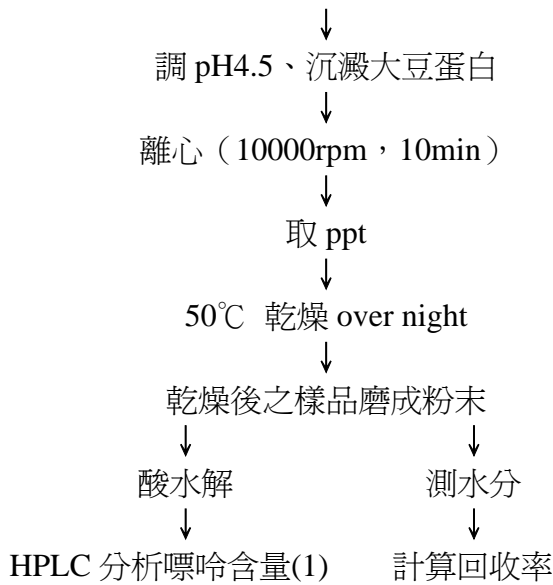 調 pH4.5、沉澱大豆蛋白
離心（10000rpm，10min）
取 ppt
50℃ 乾燥 over night
乾燥後之樣品磨成粉末
酸水解 測水分
HPLC 分析嘌呤含量(1) 計算回收率